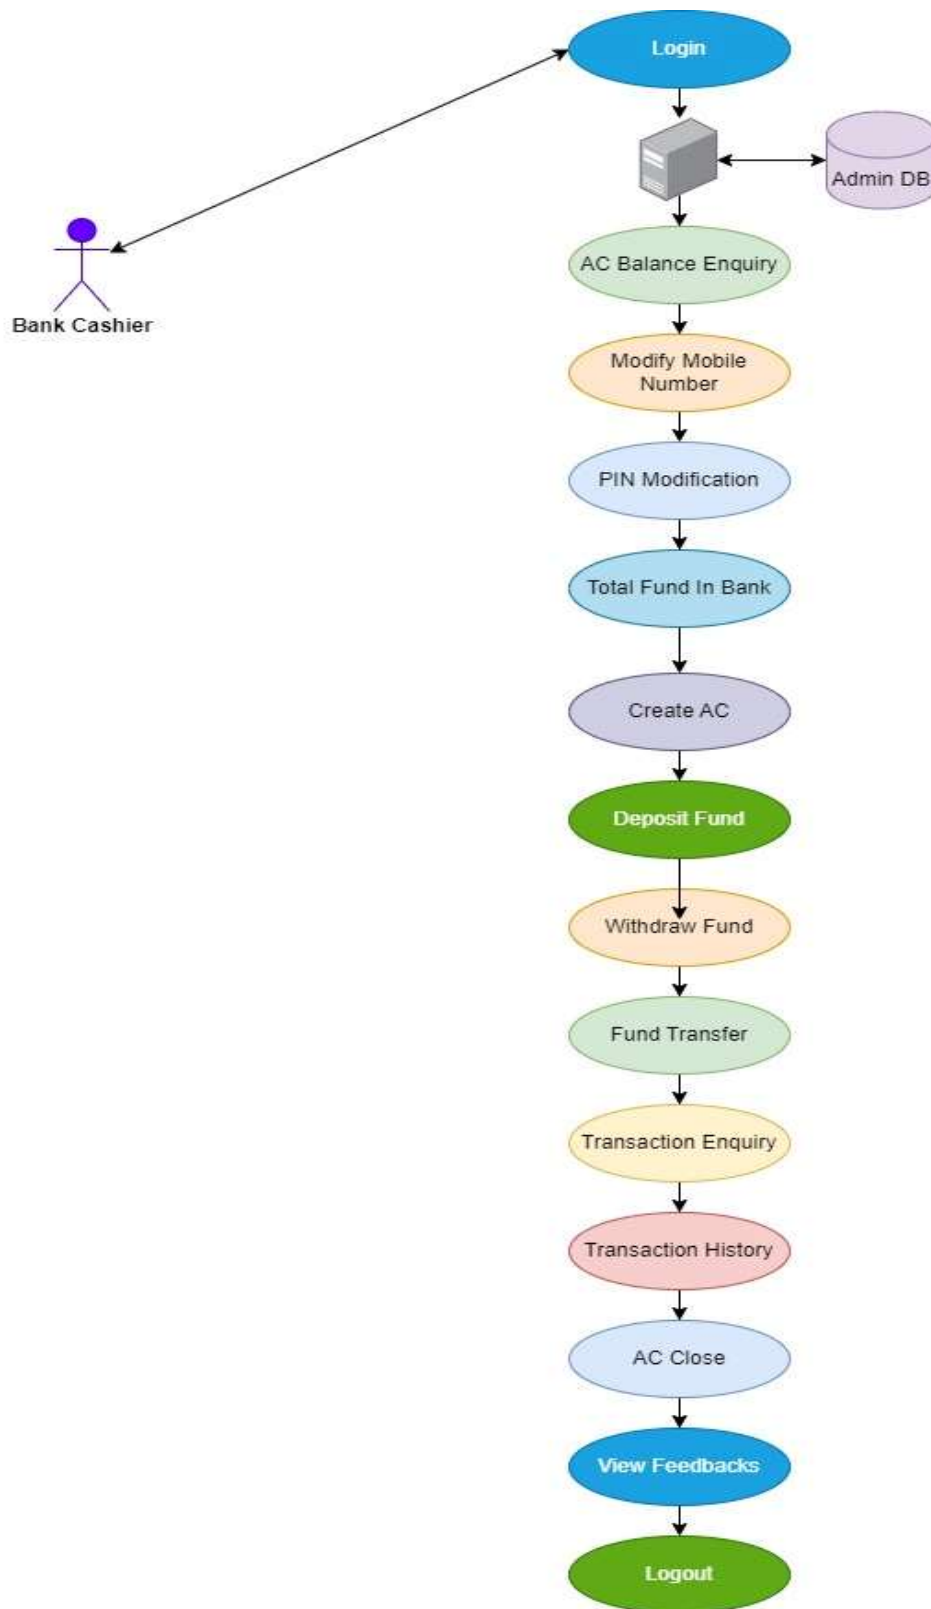 Login
Admin DB
AC Balance Enquiry
Bank Cashier
Modify Mobile
Number
PIN Modification
Total Fund In Bank
Create AC
Deposit Fund
Withdraw Fund
Fund Transfer
Transaction Enquiry
Transaction History
AC Close
View Feedbacks
Logout